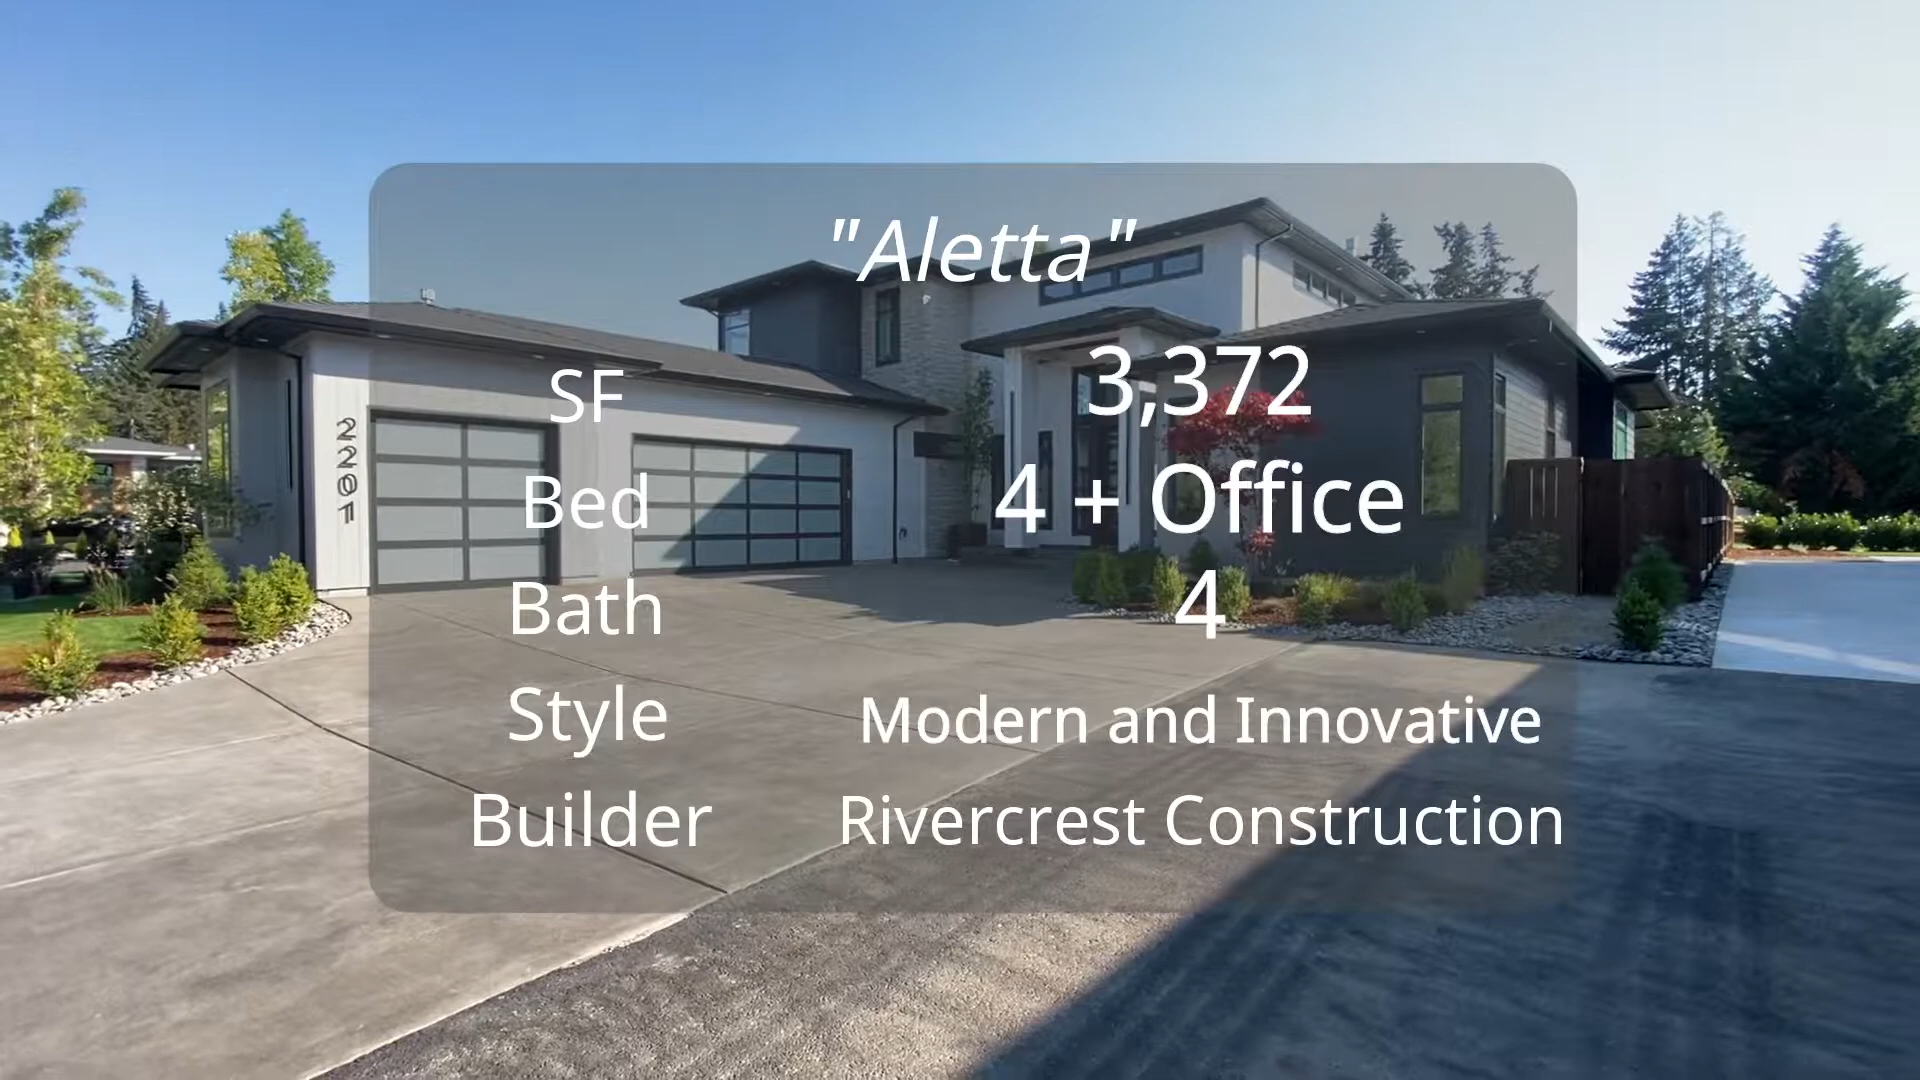 "Aletta"
SF 3,372
Bed 4 + Office
Bath 4
Style Modern and Innovative
Builder Rivercrest Construction
2201